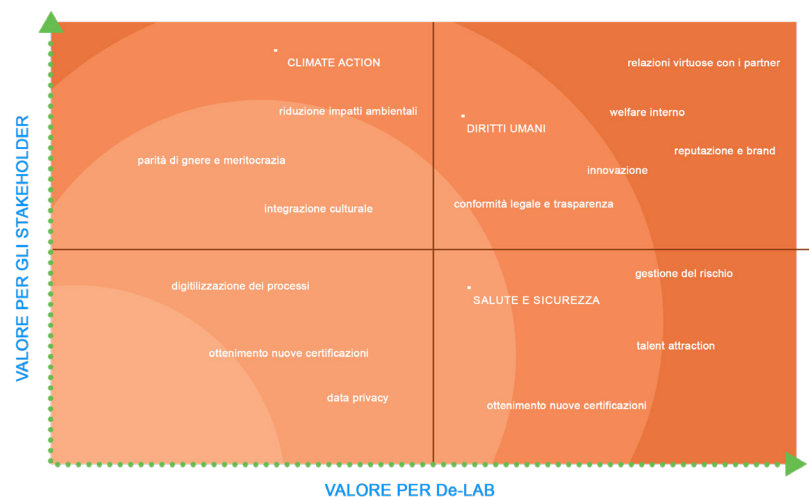 VALORE PER GLI STAKEHOLDER
CLIMATE ACTION
relazioni virtuose con i partner
riduzione impatti ambientali
welfare interno
DIRITTI UMANI
reputazione e brand
parità di gnere e meritocrazia
innovazione
integrazione culturale
conformità legale e trasparenza
gestione del rischio
digitilizzazione dei processi
SALUTE E SICUREZZA
talent attraction
ottenimento nuove certificazioni
data privacy
ottenimento nuove certificazioni
VALORE PER De-LAB